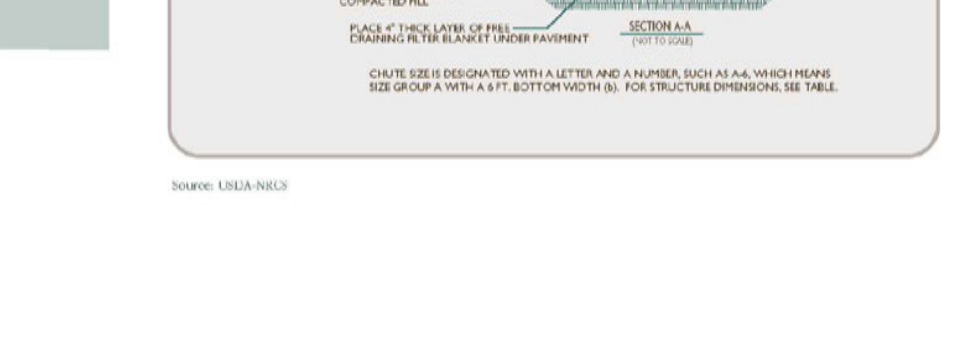 COMPACTED FILL
PLACE 4" THICK LAYER OF FREE
DRAINING FILTER BLANKET UNDER PAVEMENT
SECTION A-A
(NOT TO SCALE)
CHUTE SIZE IS DESIGNATED WITH A LETTER AND A NUMBER, SUCH AS A-6, WHICH MEANS
SIZE GROUP A WITH A 6 FT. BOTTOM WIDTH (b). FOR STRUCTURE DIMENSIONS, SEE TABLE.
Source: USDA-NRCS